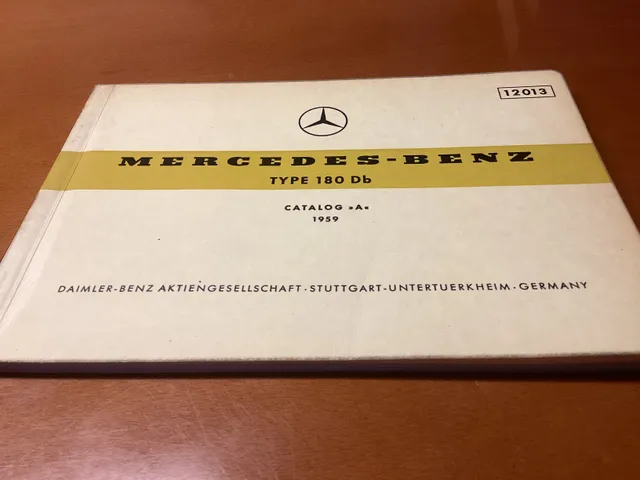 12013
MERCEDES-BENZ
TYPE 180 Db
CATALOG »A«
1959
DAIMLER-BENZ AKTIENGESELLSCHAFT · STUTTGART-UNTERTUERKHEIM · GERMANY